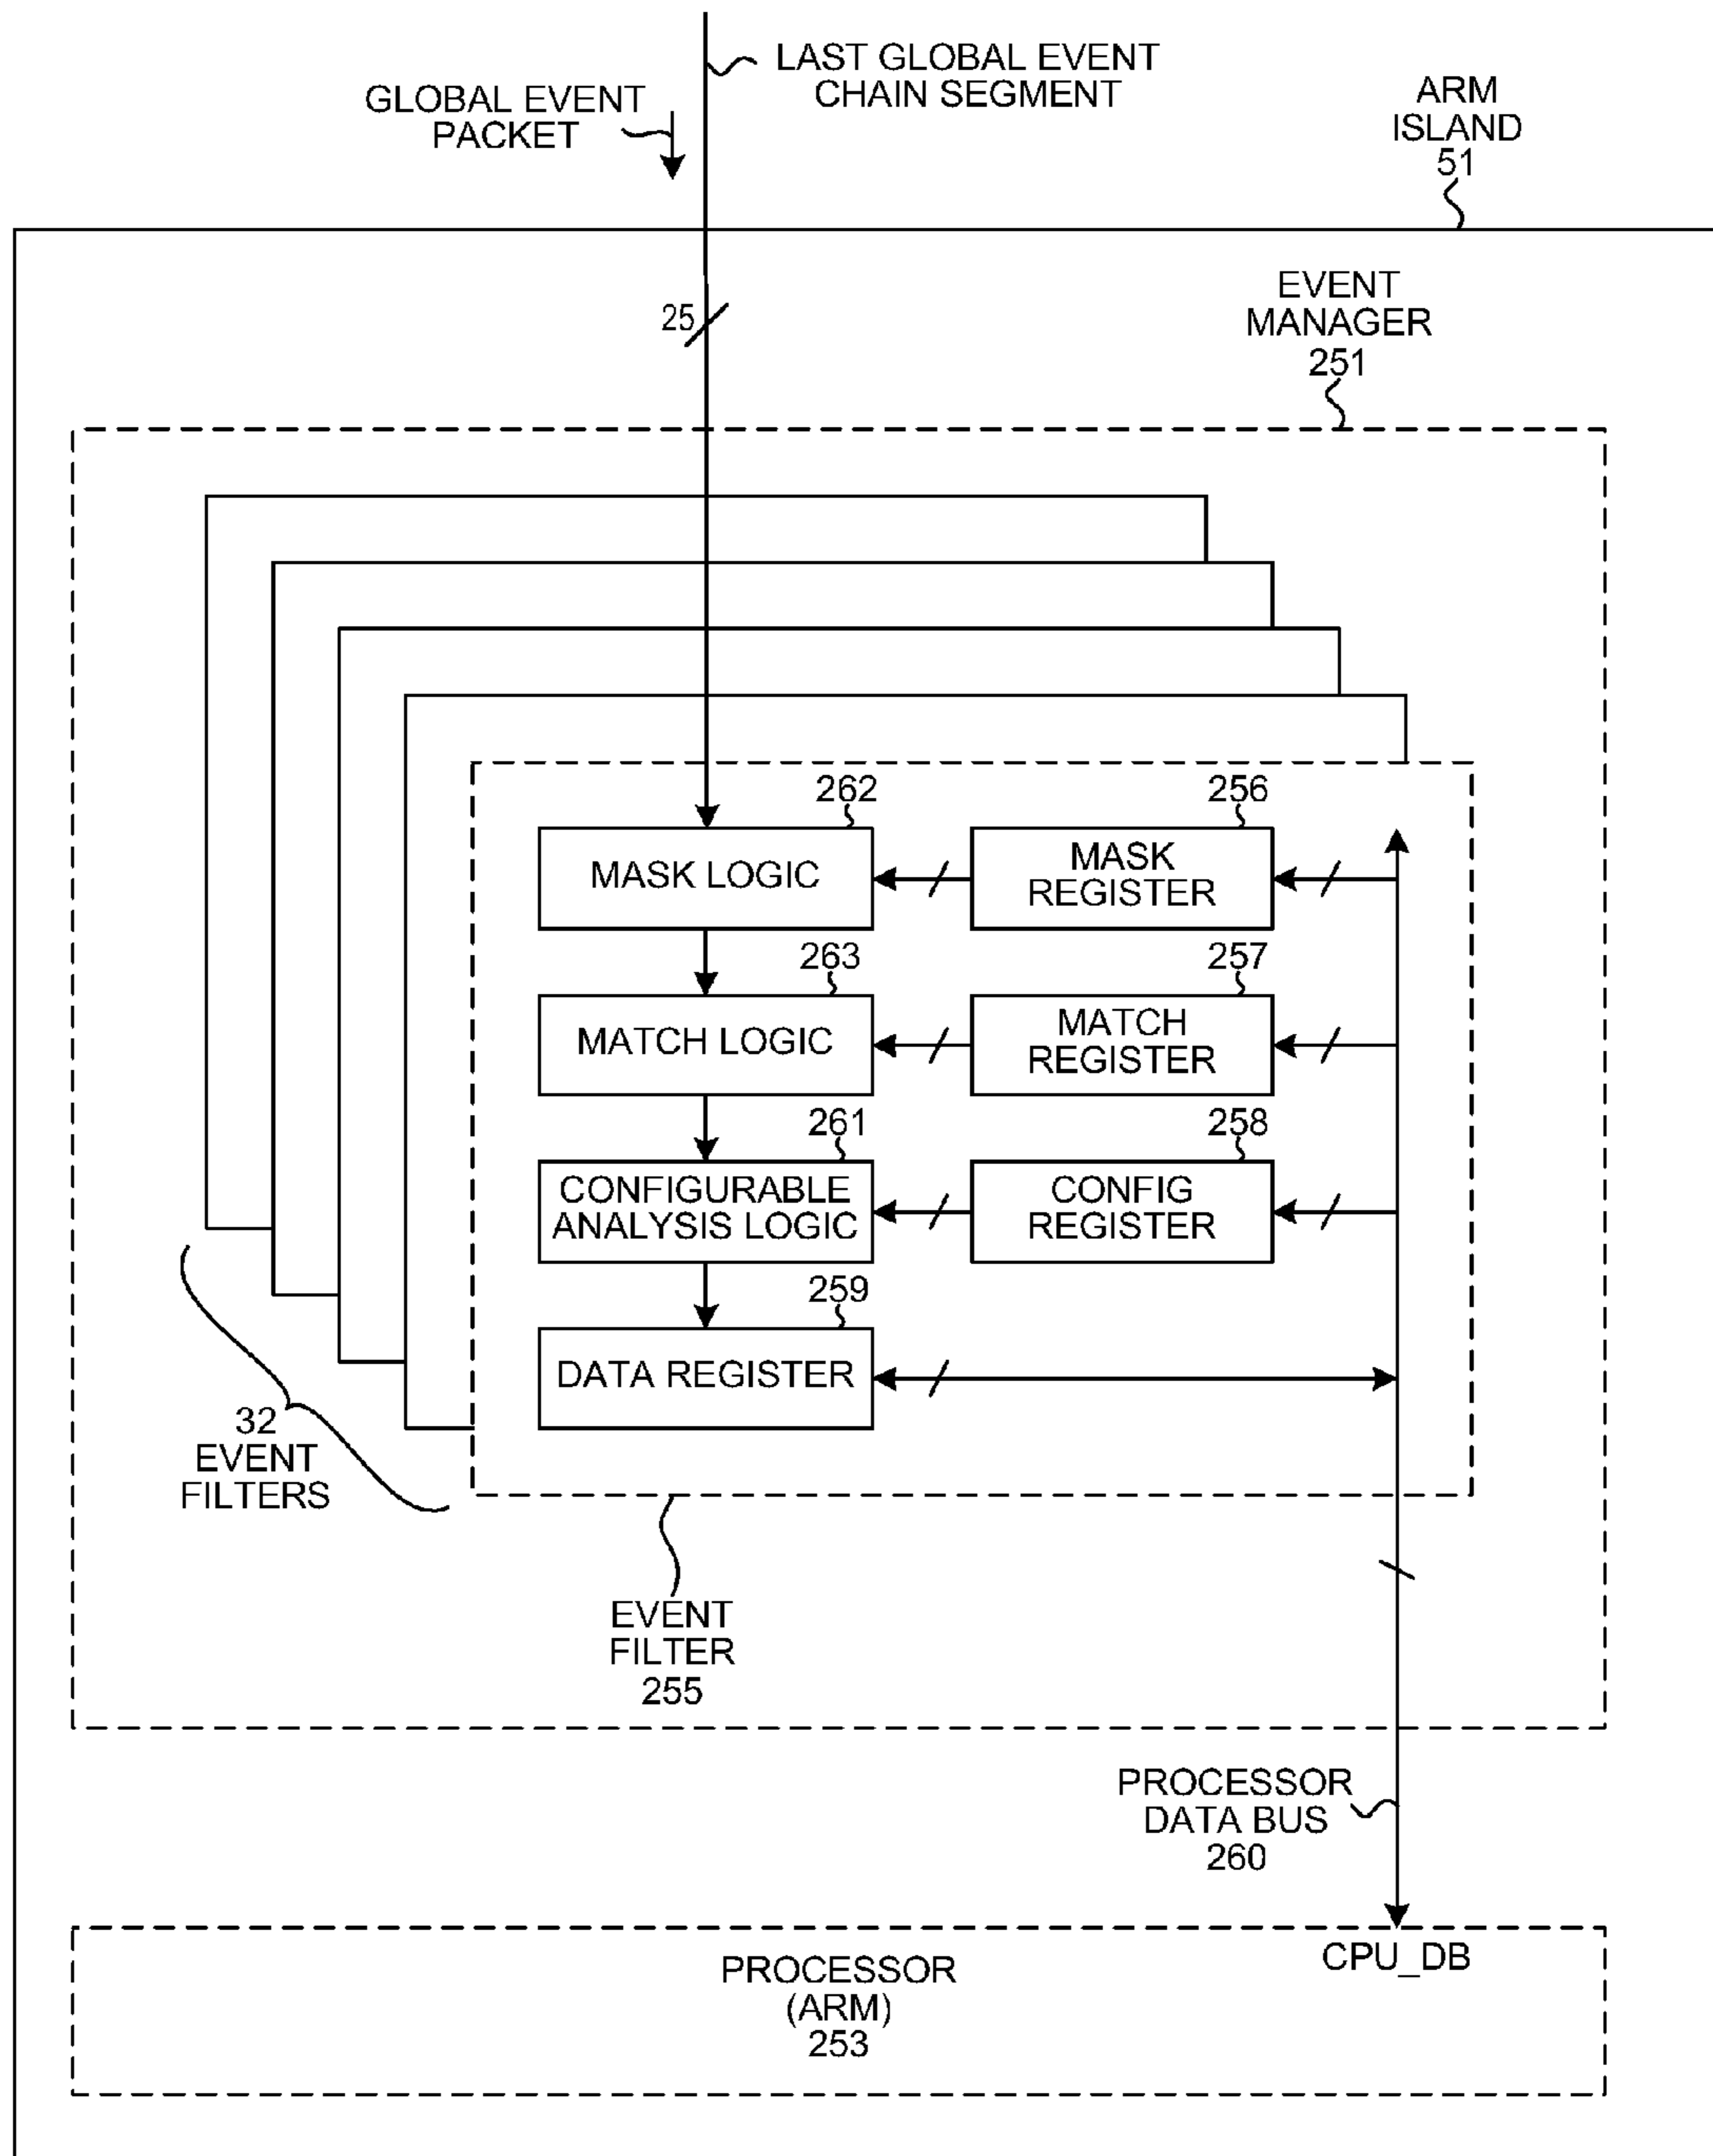 LAST GLOBAL EVENT
CHAIN SEGMENT
GLOBAL EVENT
PACKET
ARM
ISLAND
51
25
EVENT
MANAGER
251
262
256
MASK LOGIC
MASK
REGISTER
263
257
MATCH LOGIC
MATCH
REGISTER
261
258
CONFIGURABLE
ANALYSIS LOGIC
CONFIG
REGISTER
259
DATA REGISTER
32
EVENT
FILTERS
EVENT
FILTER
255
PROCESSOR
DATA BUS
260
CPU_DB
PROCESSOR
(ARM)
253